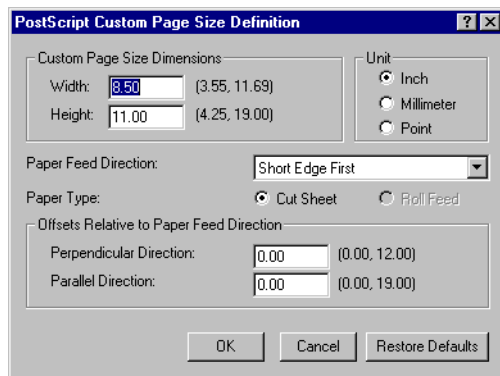 PostScript Custom Page Size Definition ? ×
Custom Page Size Dimensions
Width: 8.50 (3.55, 11.69)
Height: 11.00 (4.25, 19.00)
Unit
Inch
Millimeter
Point
Paper Feed Direction: Short Edge First
Paper Type: Cut Sheet Roll Feed
Offsets Relative to Paper Feed Direction
Perpendicular Direction: 0.00 (0.00, 12.00)
Parallel Direction: 0.00 (0.00, 19.00)
OK Cancel Restore Defaults